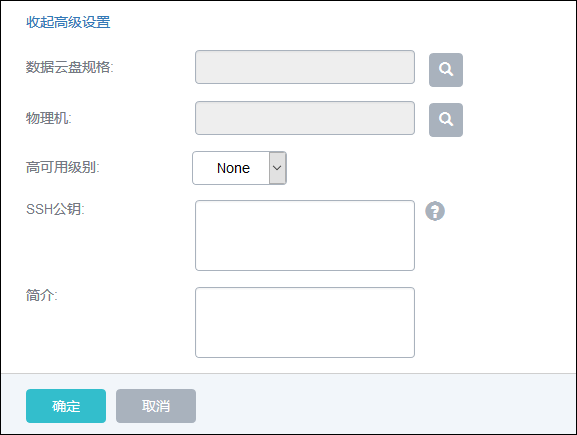 收起高级设置
数据云盘规格:
物理机:
高可用级别: None
SSH公钥: ?
简介:
确定 取消